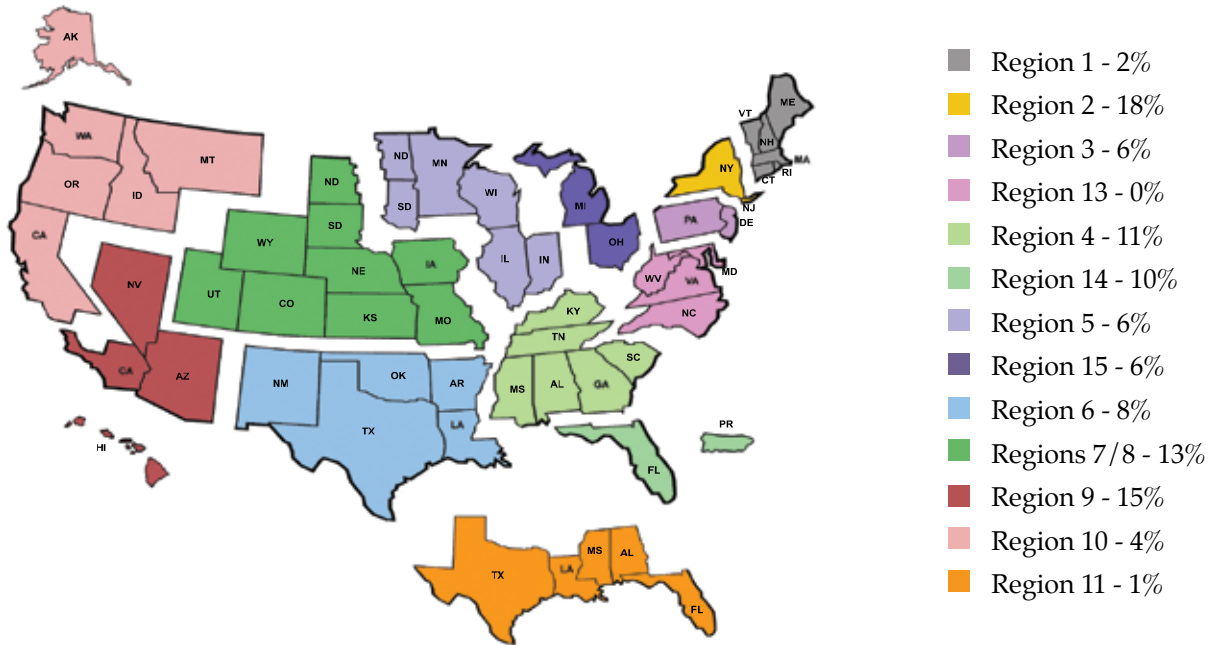 AK
WA
MT
OR
ID
CA
NV
CA
AZ
HI
ND
SD
WY
NE
IA
UT
CO
KS
MO
ND
MN
SD
WI
IL
IN
MI
OH
NM
OK
AR
TX
LA
KY
TN
SC
MS
AL
GA
FL
PR
WV
VA
MD
NC
PA
DE
NJ
NY
VT
ME
NH
MA
RI
CT
TX
LA
MS
AL
FL
Region 1 - 2%
Region 2 - 18%
Region 3 - 6%
Region 13 - 0%
Region 4 - 11%
Region 14 - 10%
Region 5 - 6%
Region 15 - 6%
Region 6 - 8%
Regions 7/8 - 13%
Region 9 - 15%
Region 10 - 4%
Region 11 - 1%